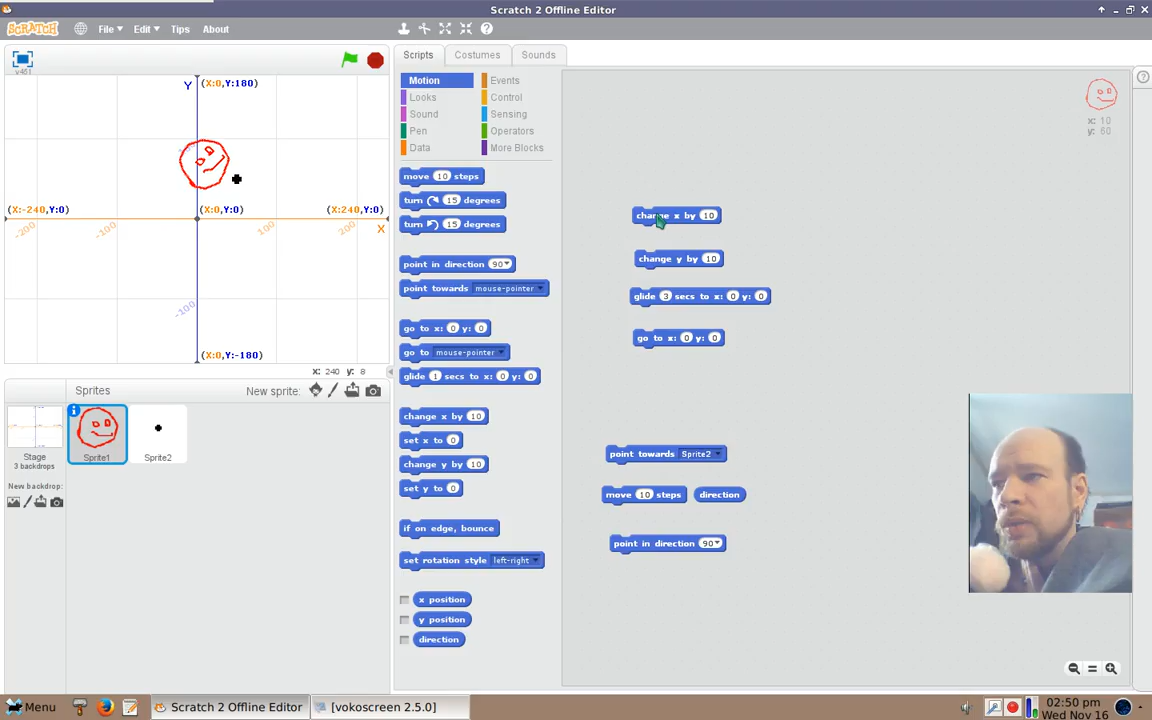 Scratch 2 Offline Editor
SCRATCH File Edit Tips About
v451
Y (X:0,Y:180)
(X:-240,Y:0) (X:0,Y:0) (X:240,Y:0)
-200 -100 100 200 X
-100
(X:0,Y:-180)
x: 240 y: 8
Sprites New sprite:
Stage
3 backdrops
New backdrop:
Sprite1
Sprite2
Scripts Costumes Sounds
Motion Events
Looks Control
Sound Sensing
Pen Operators
Data More Blocks
move 10 steps
turn 15 degrees
turn 15 degrees
point in direction 90
point towards mouse-pointer
go to x: 0 y: 0
go to mouse-pointer
glide 1 secs to x: 0 y: 0
change x by 10
set x to 0
change y by 10
set y to 0
if on edge, bounce
set rotation style left-right
x position
y position
direction
x: 10
y: 60
change x by 10
change y by 10
glide 3 secs to x: 0 y: 0
go to x: 0 y: 0
point towards Sprite2
move 10 steps direction
point in direction 90
Menu Scratch 2 Offline Editor [vokoscreen 2.5.0] 02:50 pm
Wed Nov 16